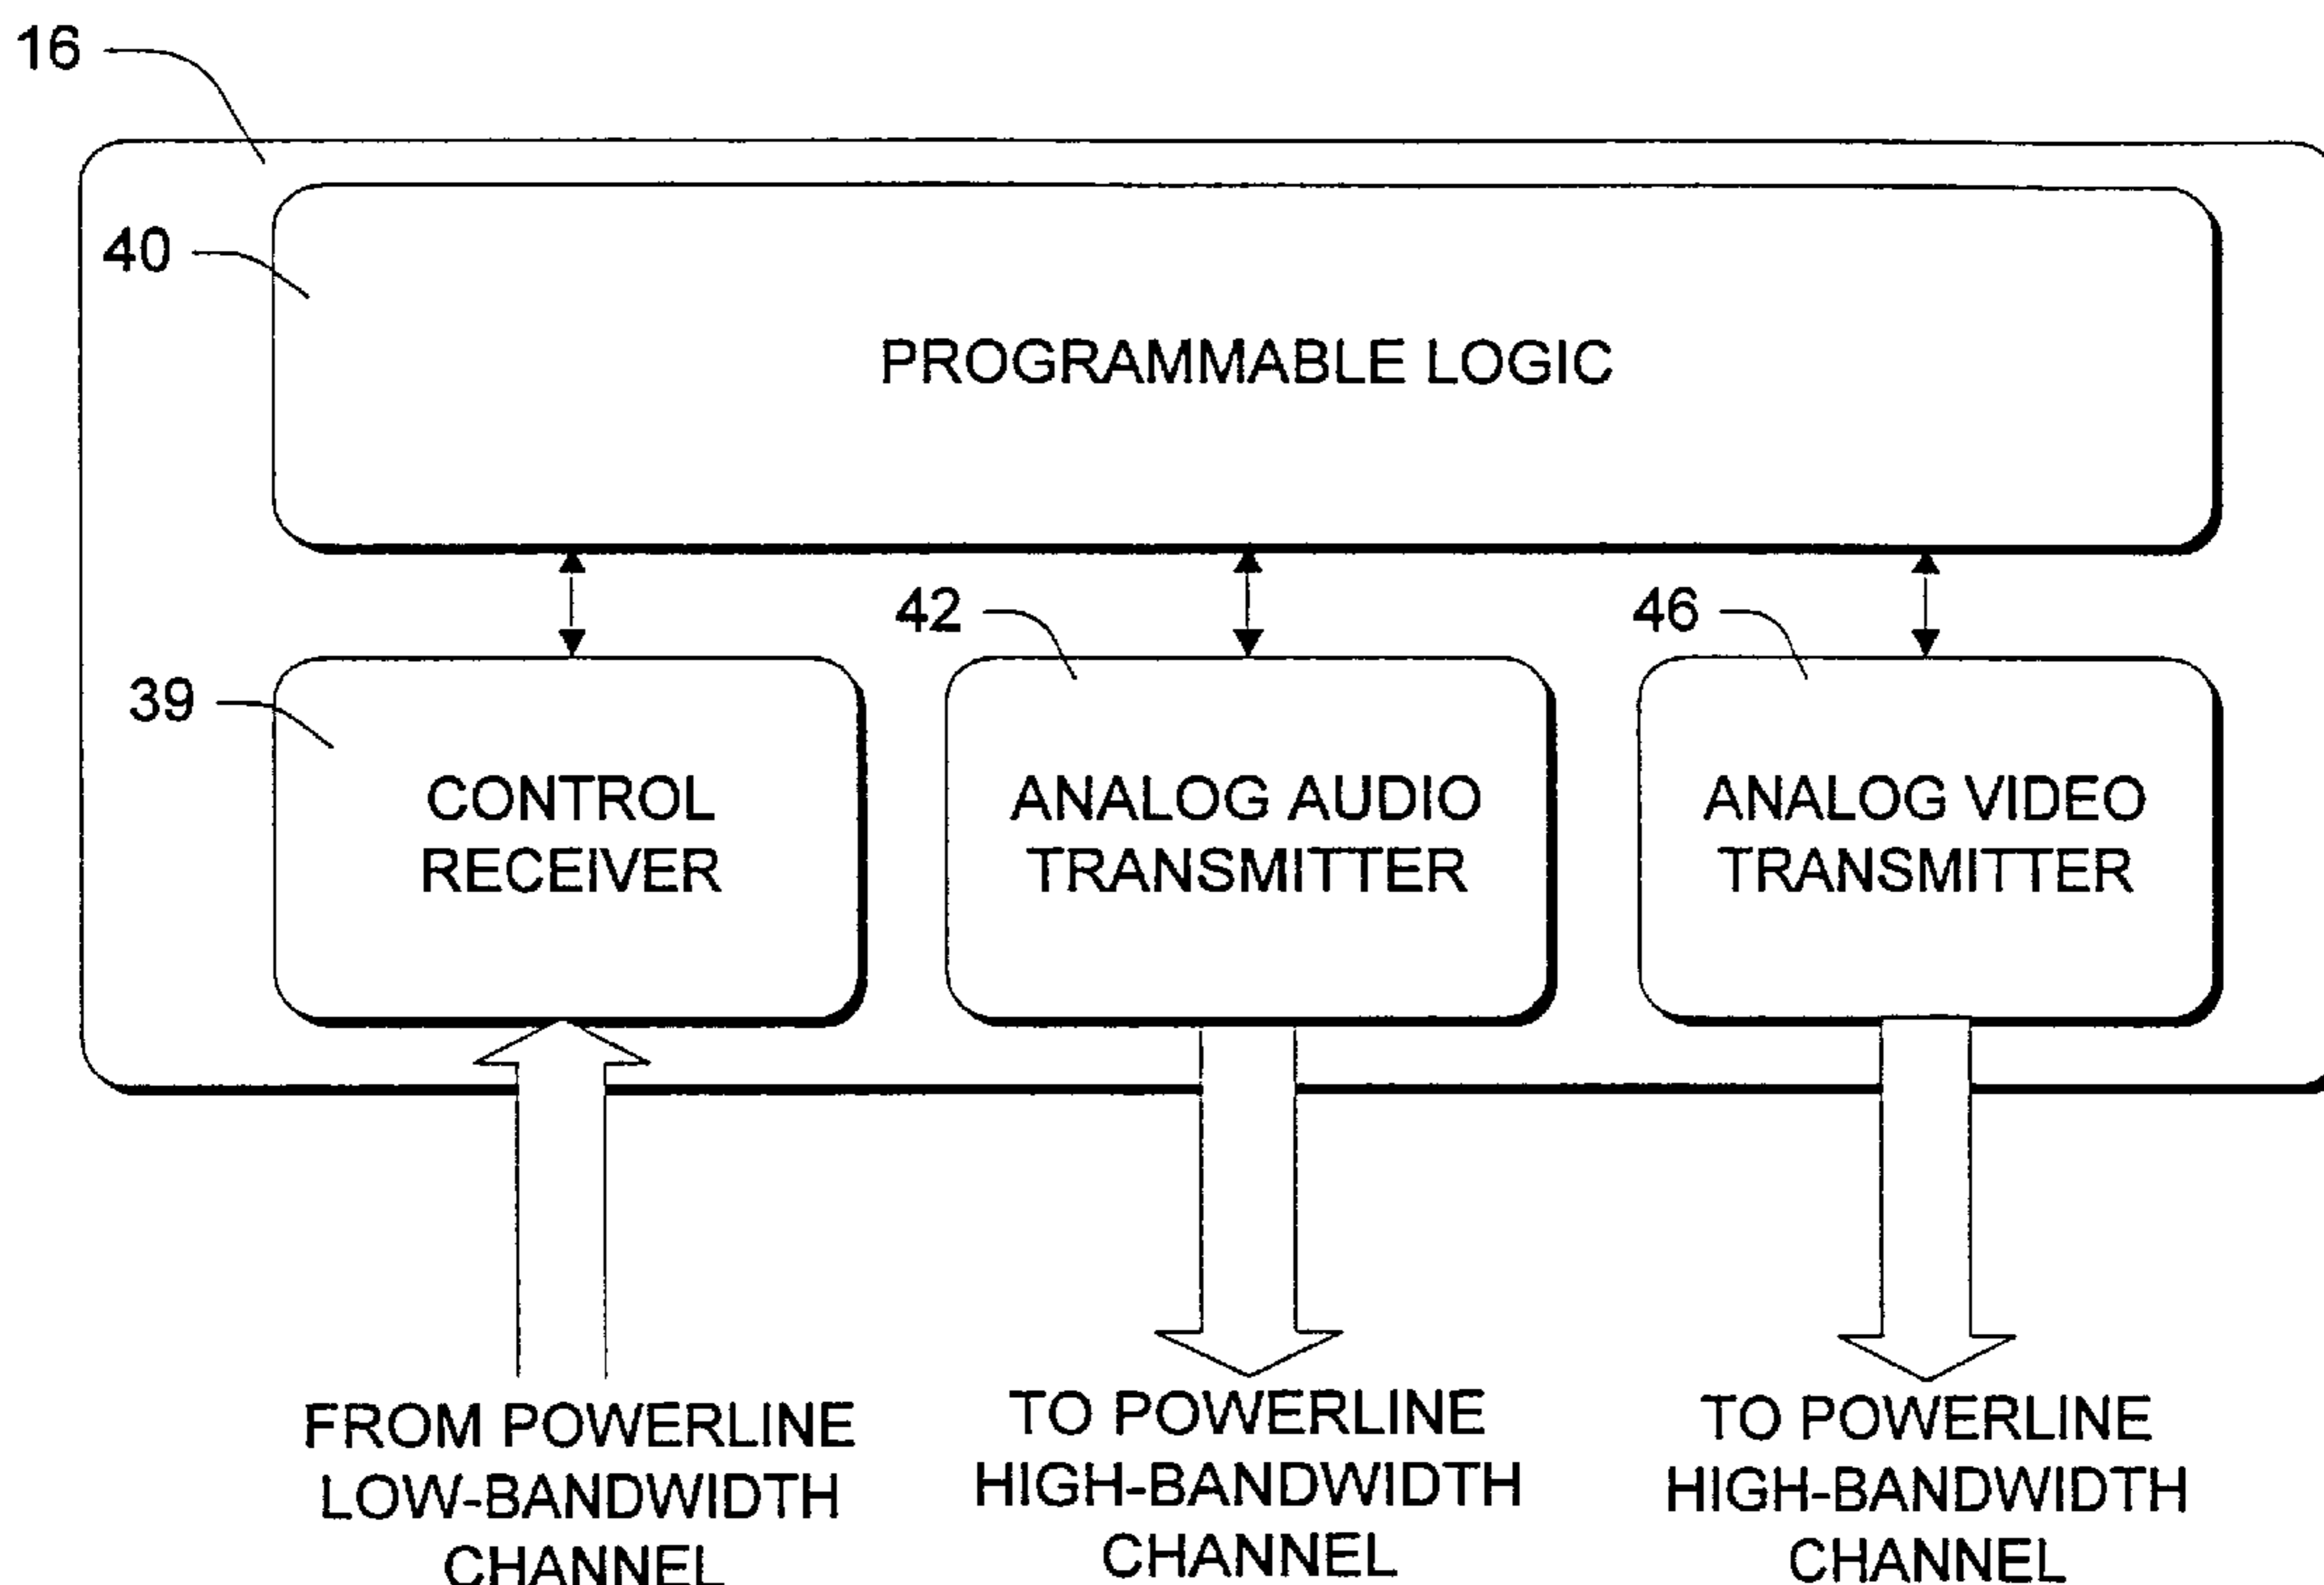 16
40
PROGRAMMABLE LOGIC
42
46
39
CONTROL
RECEIVER
ANALOG AUDIO
TRANSMITTER
ANALOG VIDEO
TRANSMITTER
FROM POWERLINE
LOW-BANDWIDTH
CHANNEL
TO POWERLINE
HIGH-BANDWIDTH
CHANNEL
TO POWERLINE
HIGH-BANDWIDTH
CHANNEL